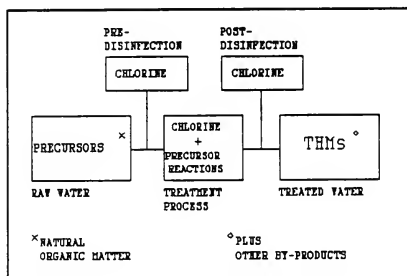 PRE-
DISINFECTION
POST-
DISINFECTION
CHLORINE
CHLORINE
PRECURSORS ×
CHLORINE
+
PRECURSOR
REACTIONS
THMs ◇
RAW WATER
TREATMENT
PROCESS
TREATED WATER
× NATURAL
ORGANIC MATTER
◇ PLUS
OTHER BY-PRODUCTS